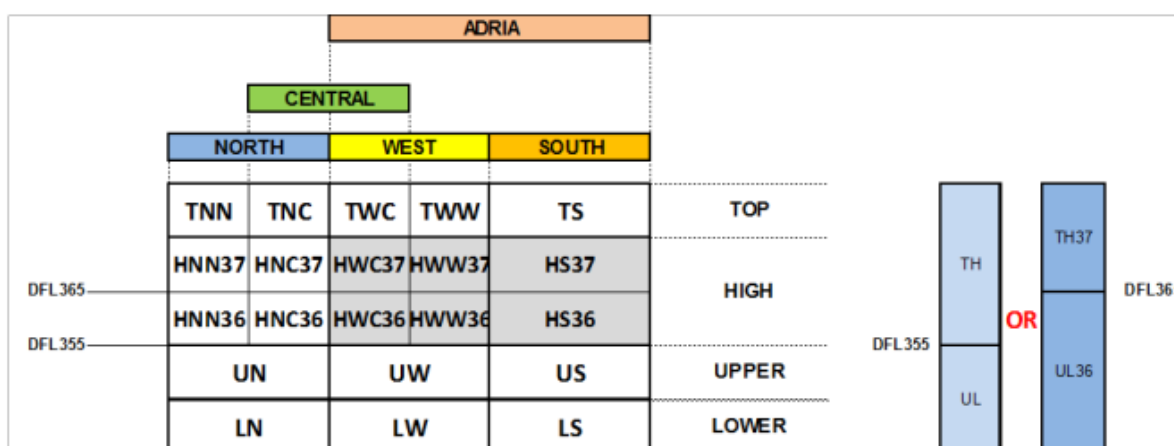 ADRIA
CENTRAL
NORTH WEST SOUTH
TNN TNC TWC TWW TS TOP
HNN37 HNC37 HWC37 HWW37 HS37 TH37
DFL365 HIGH TH DFL36
HNN36 HNC36 HWC36 HWW36 HS36 OR
DFL355 DFL355
UN UW US UPPER UL36
UL
LN LW LS LOWER